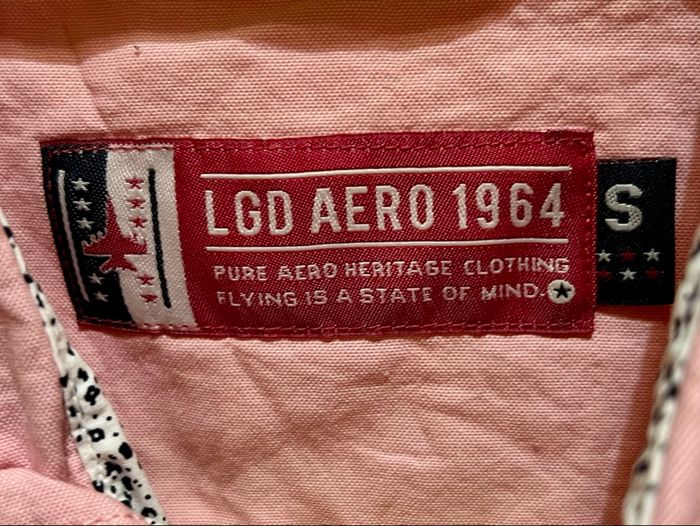 LGD AERO 1964
PURE AERO HERITAGE CLOTHING
FLYING IS A STATE OF MIND.
S